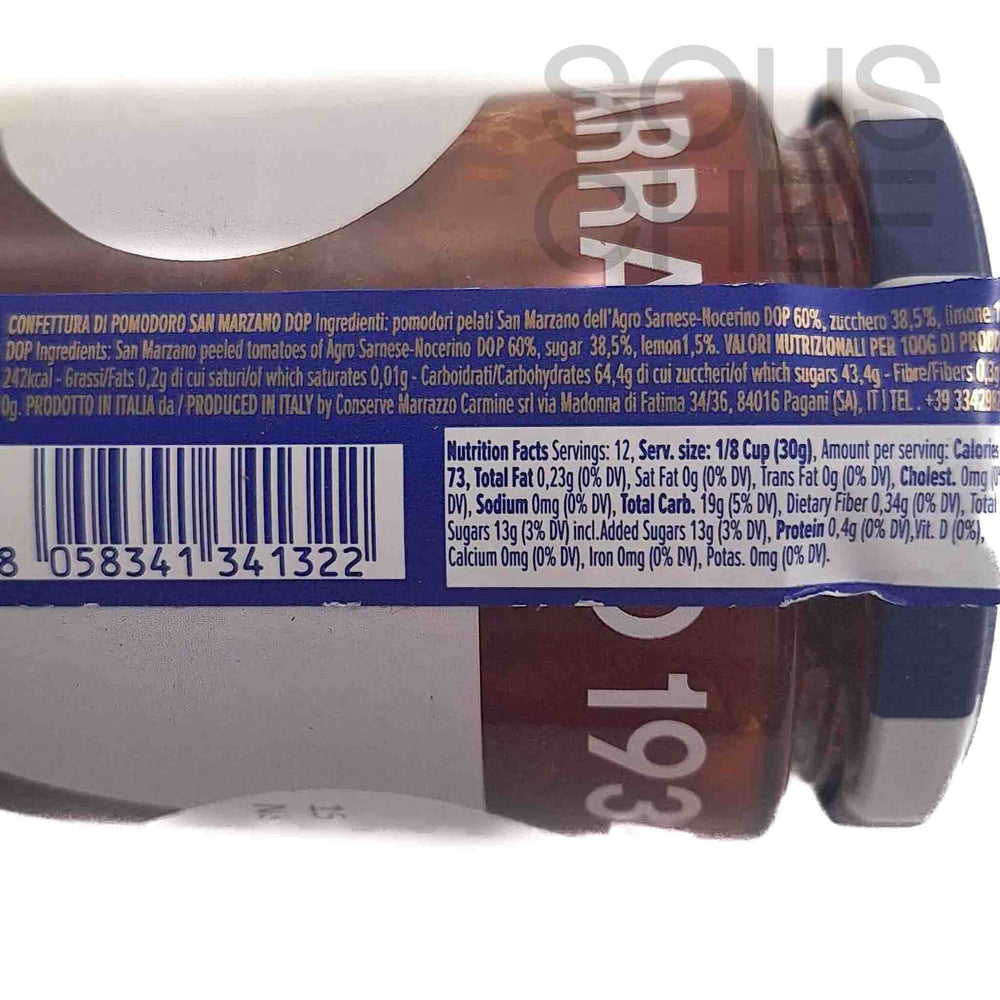 SOUS
CHEF
ARRA
CONFETTURA DI POMODORO SAN MARZANO DOP Ingredienti: pomodori pelati San Marzano dell'Agro Sarnese-Nocerino DOP 60%, zucchero 38,5%, limone
DOP Ingredients: San Marzano peeled tomatoes of Agro Sarnese-Nocerino DOP 60%, sugar 38,5%, lemon1,5%. VALORI NUTRIZIONALI PER 100G DI
242kcal - Grassi/Fats 0,2g di cui saturi/of which saturates 0,01g - Carboidrati/Carbohydrates 64,4g di cui zuccheri/of which sugars 43,4g - Fibre/Fibers
0g. PRODOTTO IN ITALIA da / PRODUCED IN ITALY by Conserve Marrazzo Carmine srl via Madonna di Fatima 34/36, 84016 Pagani (SA), IT | TEL. +39
8 058341 341322
Nutrition Facts Servings: 12, Serv. size: 1/8 Cup (30g), Amount per serving: Calories
73, Total Fat 0,23g (0% DV), Sat Fat 0g (0% DV), Trans Fat 0g (0% DV), Cholest. 0mg
DV), Sodium 0mg (0% DV), Total Carb. 19g (5% DV), Dietary Fiber 0,34g (0% DV), Total
Sugars 13g (3% DV) incl.Added Sugars 13g (3% DV), Protein 0,4g (0% DV),Vit. D (0%),
Calcium 0mg (0% DV), Iron 0mg (0% DV), Potas. 0mg (0% DV).
O 193